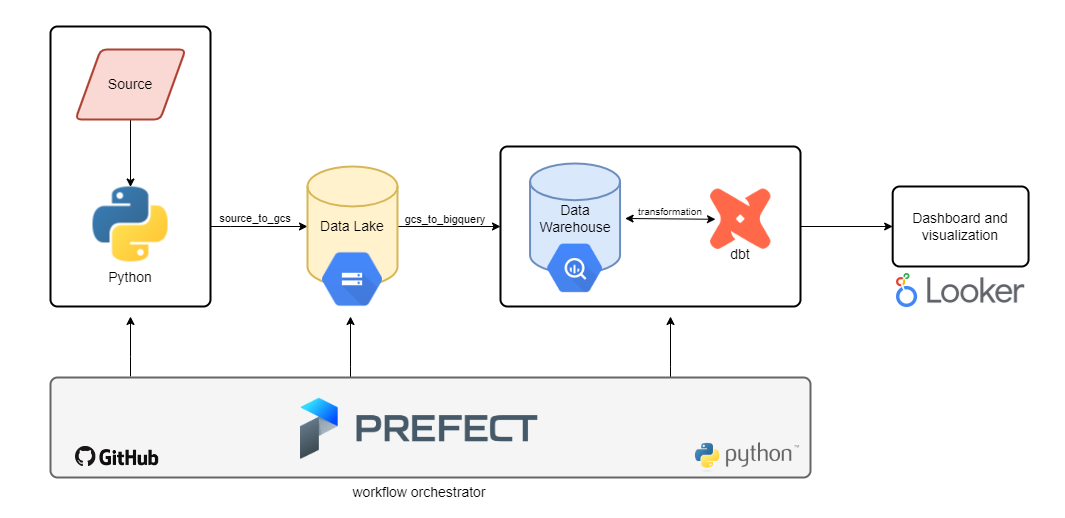 Source
Python
source_to_gcs
Data Lake
gcs_to_bigquery
Data
Warehouse
transformation
dbt
Dashboard and
visualization
Looker
PREFECT
GitHub
python™
workflow orchestrator